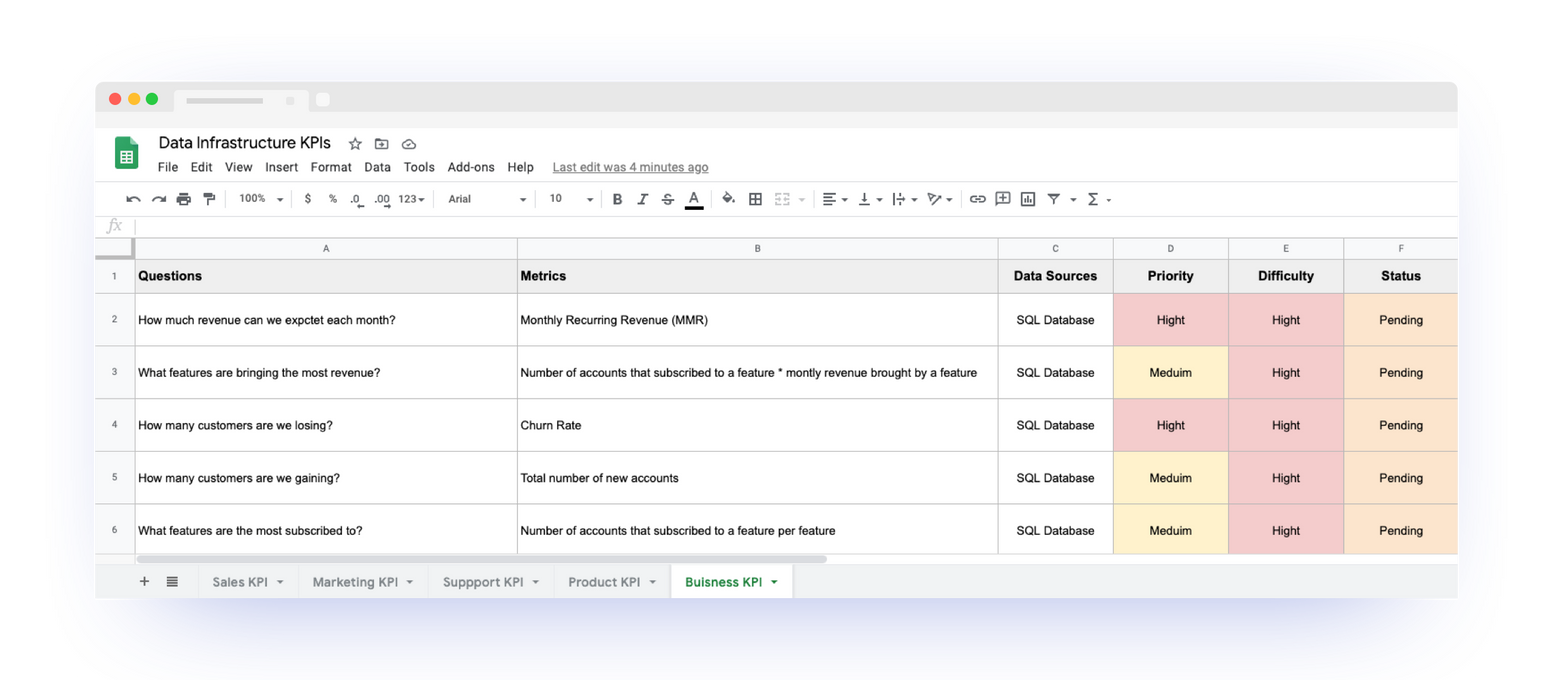 Data Infrastructure KPIs
File Edit View Insert Format Data Tools Add-ons Help Last edit was 4 minutes ago
100% $ % .0 .00 123 Arial 10 B I S A Σ
fx
A B C D E F
1 Questions Metrics Data Sources Priority Difficulty Status
2 How much revenue can we expctet each month? Monthly Recurring Revenue (MMR) SQL Database Hight Hight Pending
3 What features are bringing the most revenue? Number of accounts that subscribed to a feature * montly revenue brought by a feature SQL Database Meduim Hight Pending
4 How many customers are we losing? Churn Rate SQL Database Hight Hight Pending
5 How many customers are we gaining? Total number of new accounts SQL Database Meduim Hight Pending
6 What features are the most subscribed to? Number of accounts that subscribed to a feature per feature SQL Database Meduim Hight Pending
+ Sales KPI Marketing KPI Suppport KPI Product KPI Buisness KPI